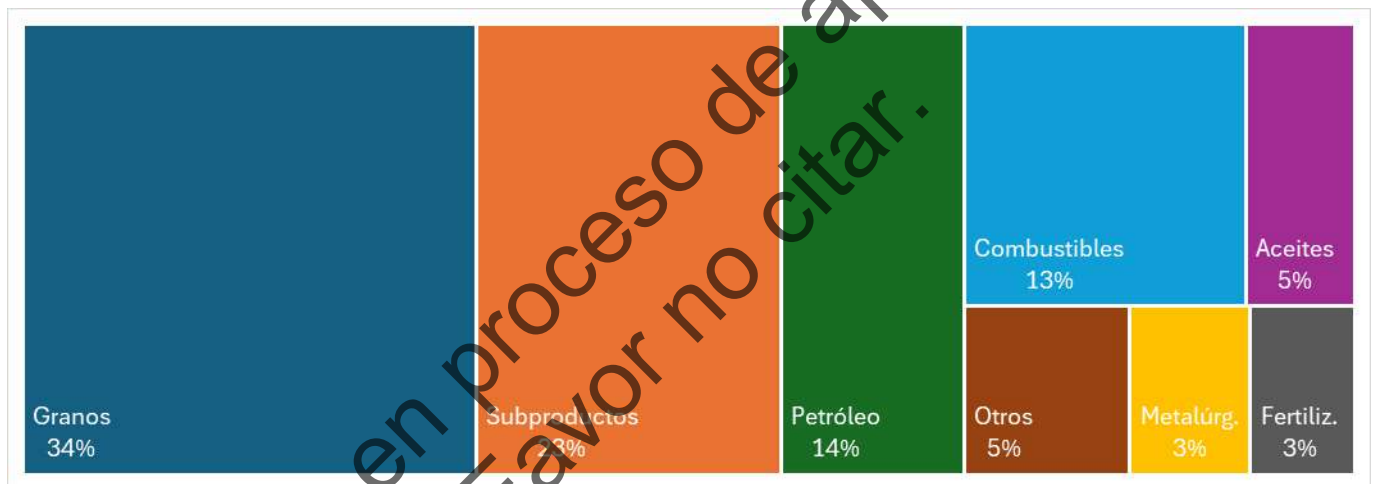 Granos
34%
Subproductos
23%
Petróleo
14%
Combustibles
13%
Aceites
5%
Otros
5%
Metalúrg.
3%
Fertiliz.
3%
en proceso de
Favor no citar.